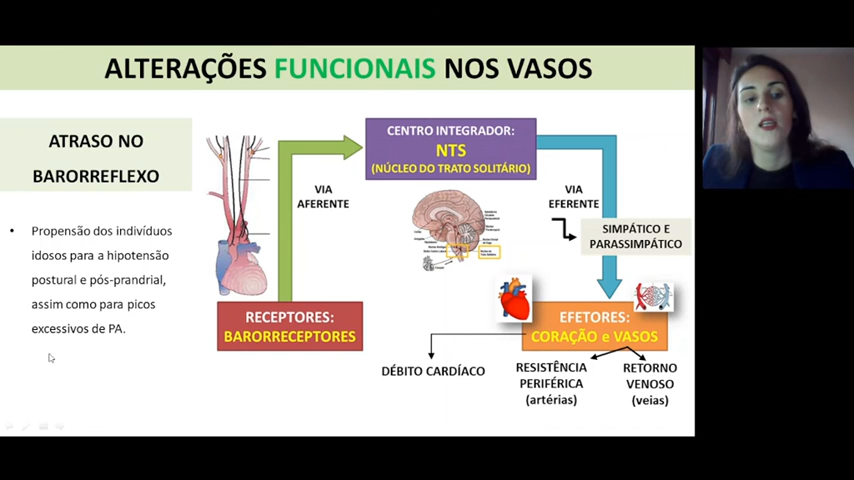 ALTERAÇÕES FUNCIONAIS NOS VASOS
ATRASO NO
BARORREFLEXO
• Propensão dos indivíduos
idosos para a hipotensão
postural e pós-prandrial,
assim como para picos
excessivos de PA.
CENTRO INTEGRADOR:
NTS
(NÚCLEO DO TRATO SOLITÁRIO)
VIA
AFERENTE
VIA
EFERENTE
SIMPÁTICO E
PARASSIMPÁTICO
RECEPTORES:
BARORRECEPTORES
EFETORES:
CORAÇÃO e VASOS
DÉBITO CARDÍACO
RESISTÊNCIA
PERIFÉRICA
(artérias)
RETORNO
VENOSO
(veias)